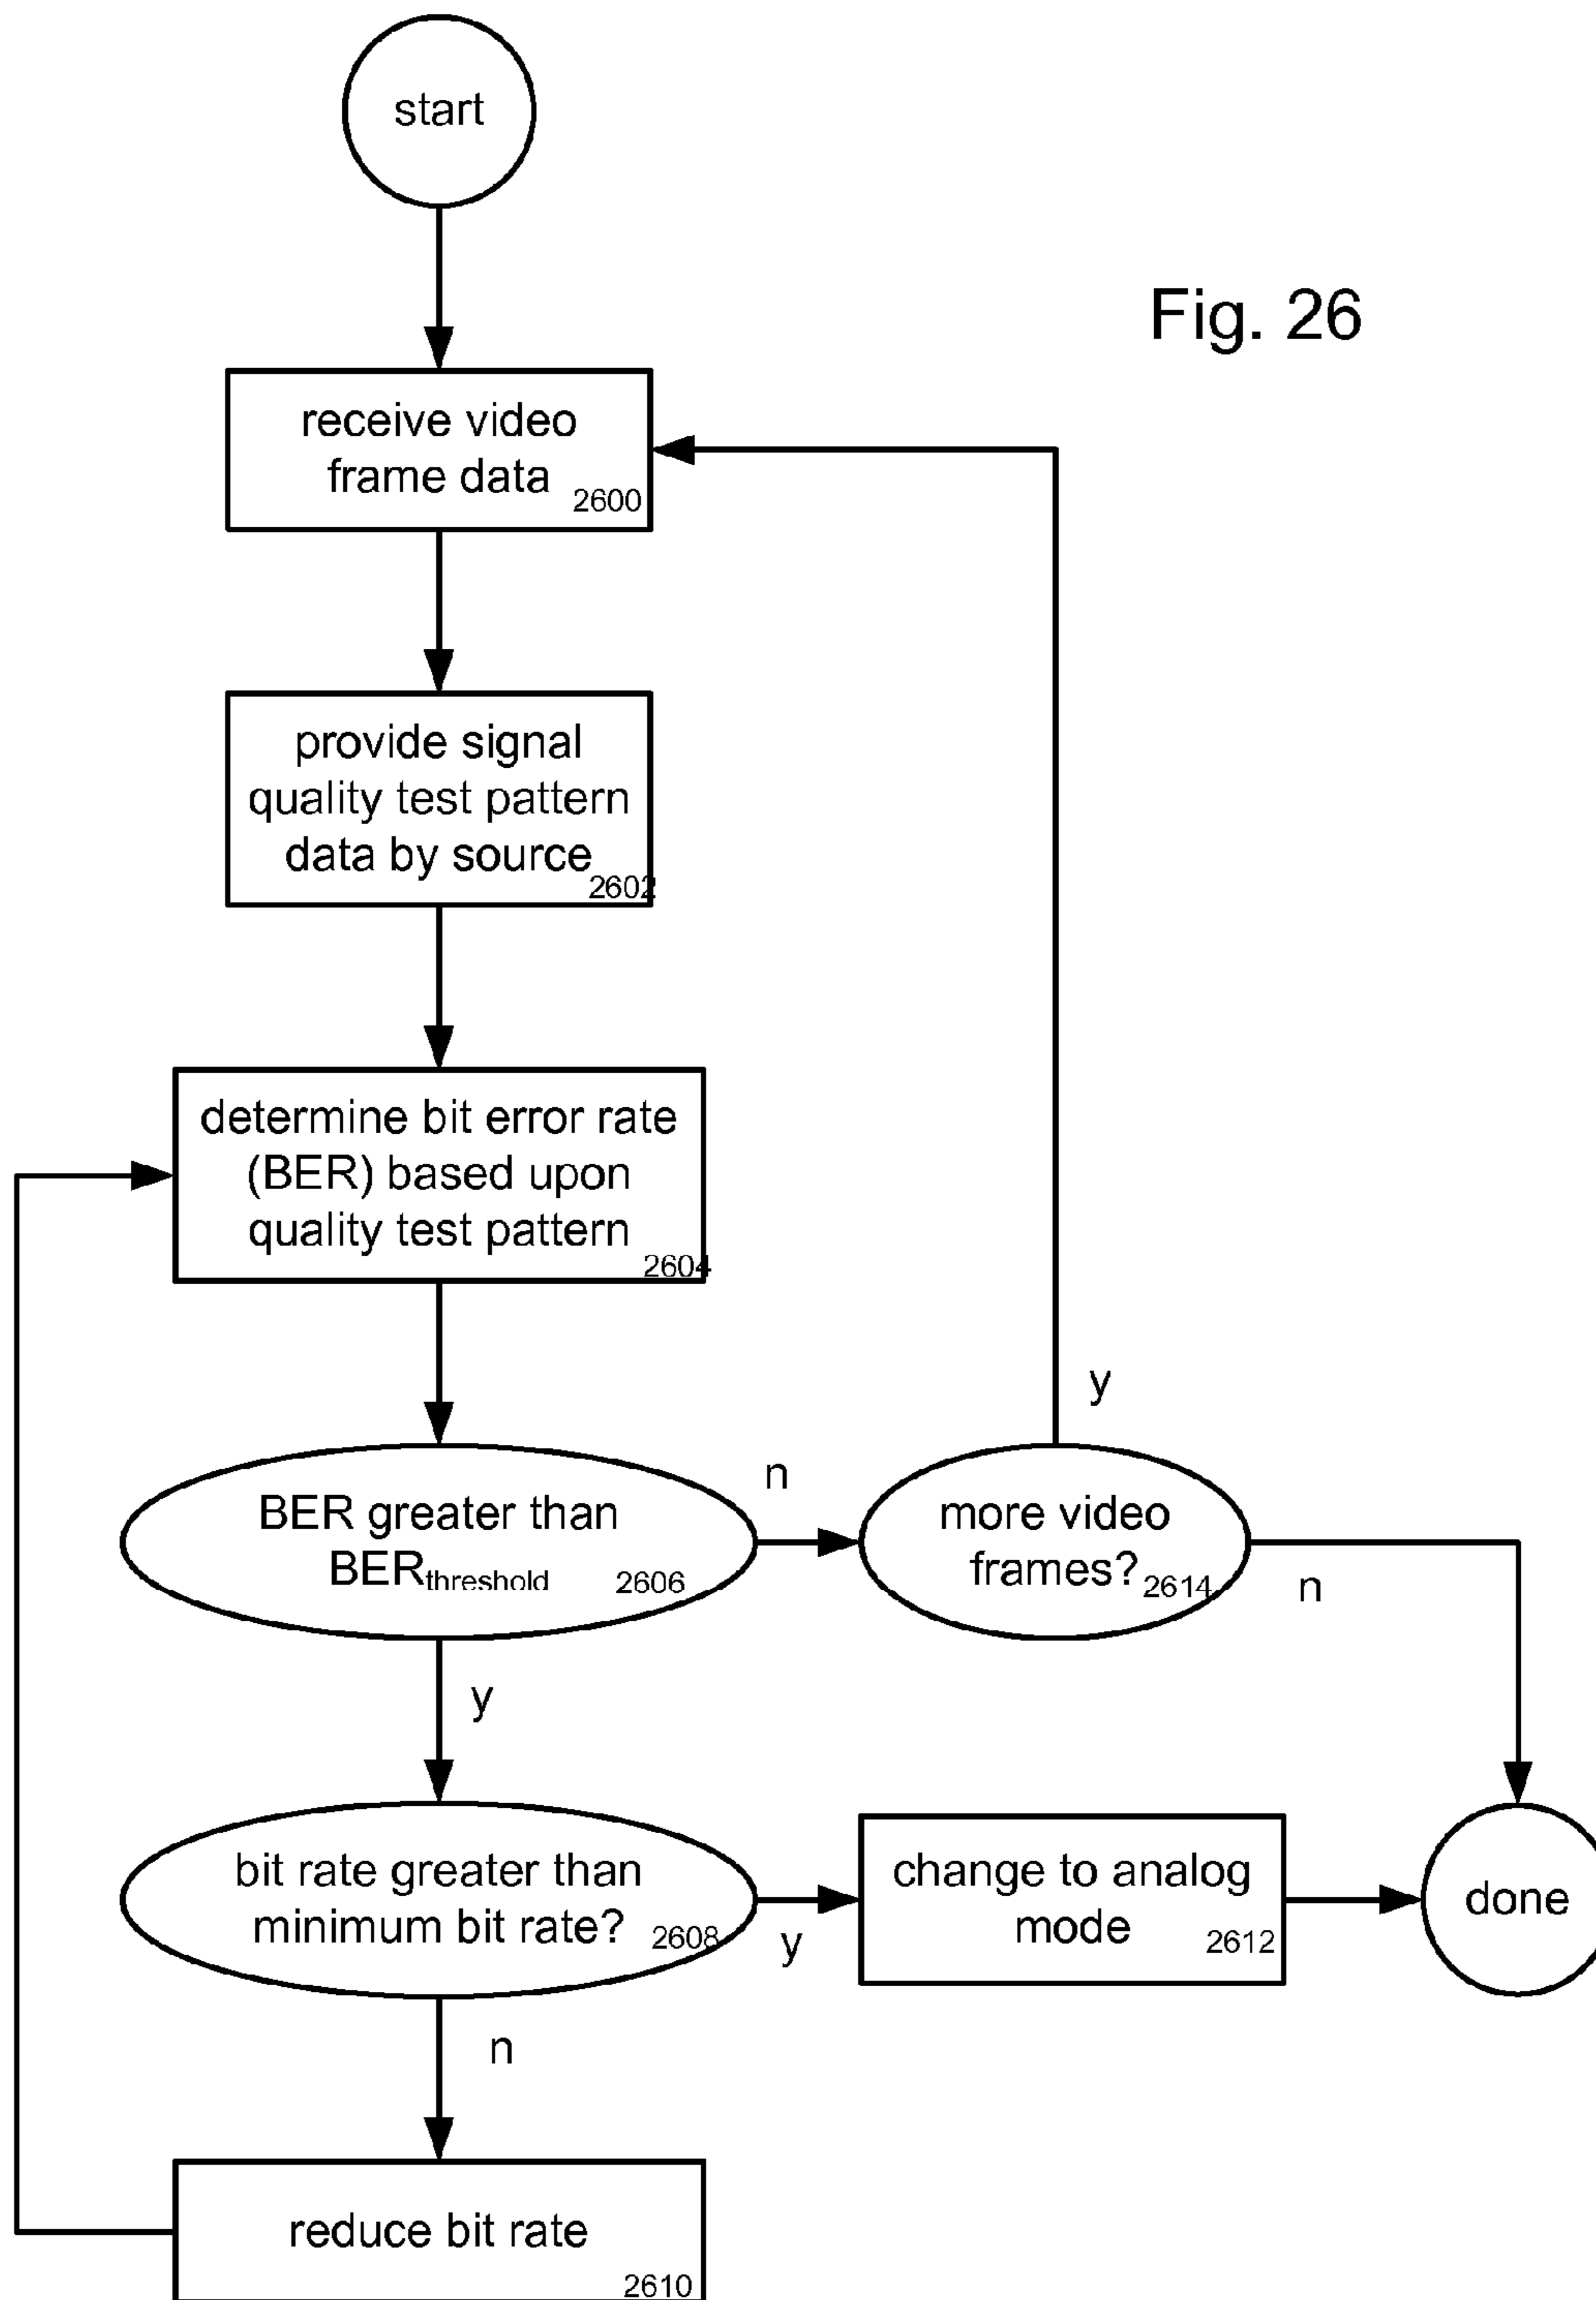 start
Fig. 26
receive video
frame data
2600
provide signal
quality test pattern
data by source
2602
determine bit error rate
(BER) based upon
quality test pattern
2604
y
n
BER greater than
BERthreshold 2606
more video
frames? 2614
n
y
bit rate greater than
minimum bit rate? 2608
y
change to analog
mode
2612
done
n
reduce bit rate
2610